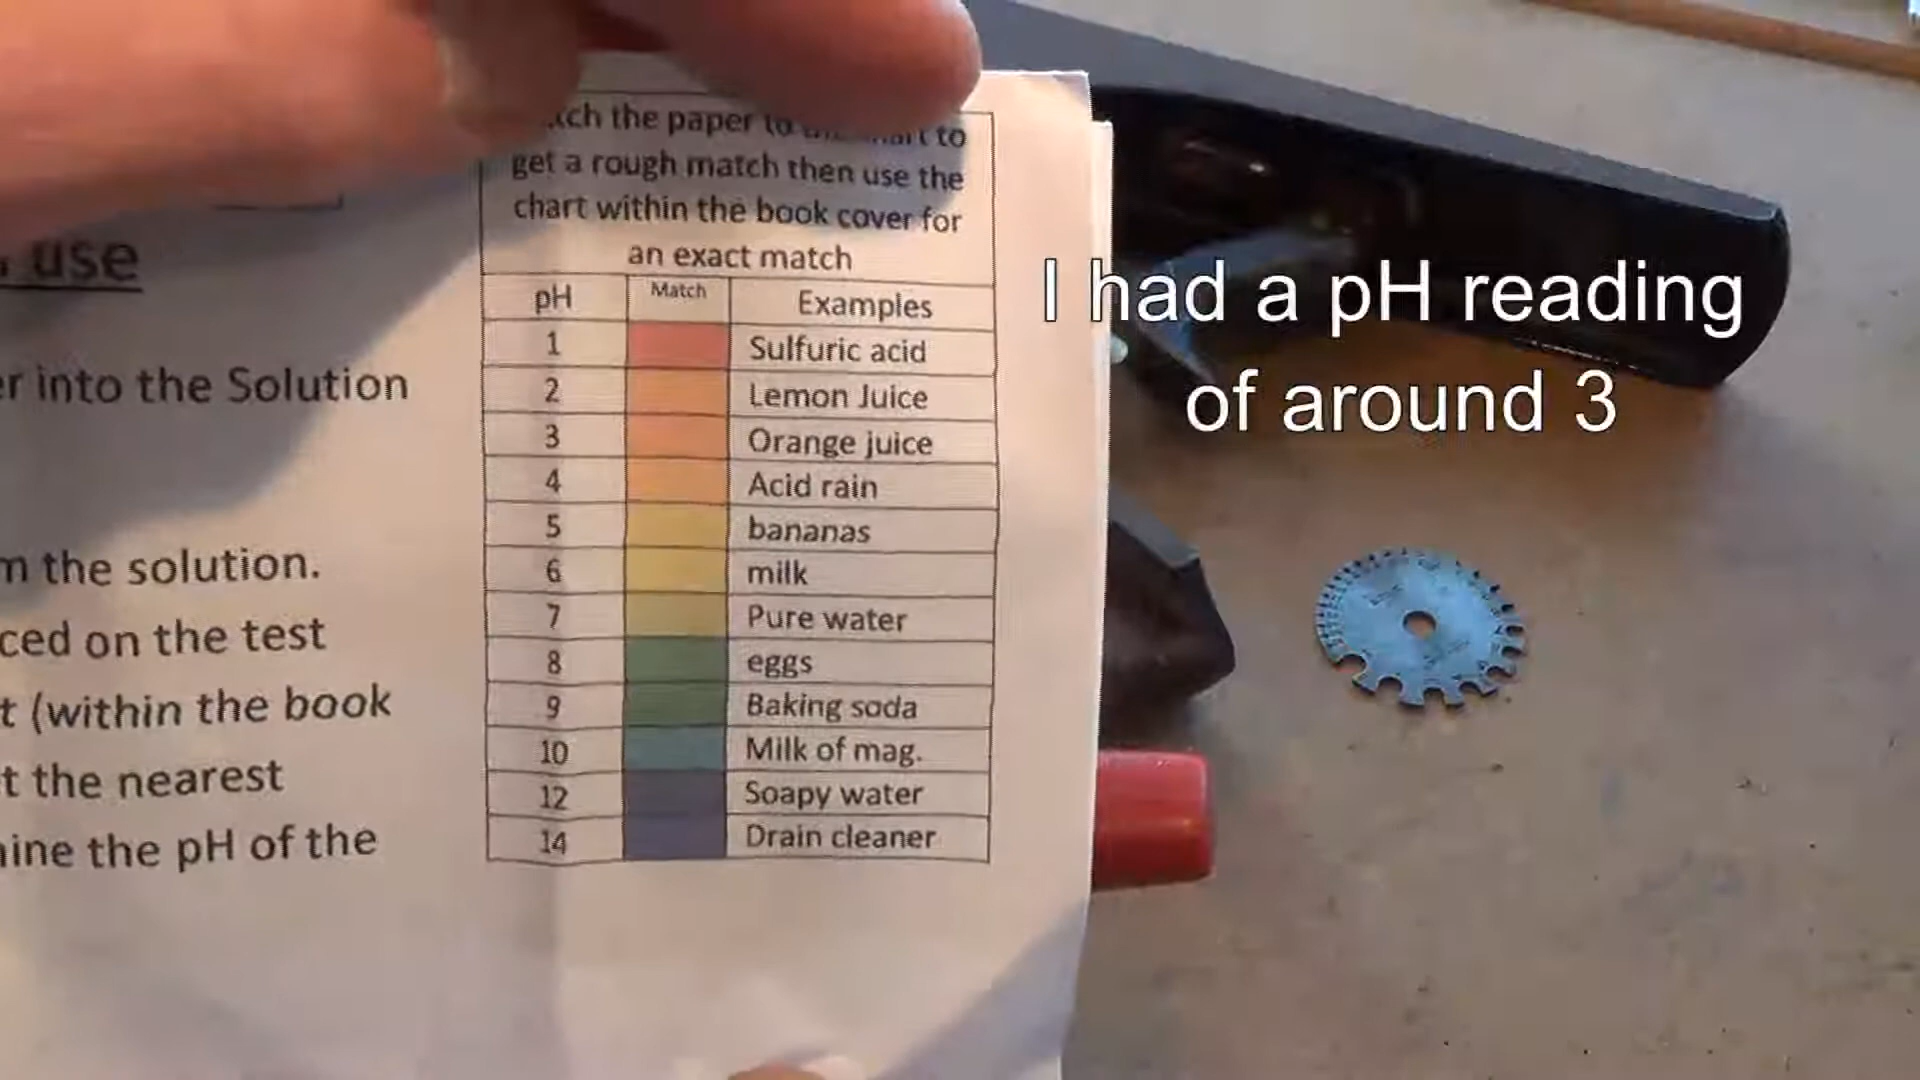 the paper to
to
get a rough match then use the
chart within the book cover for
an exact match
pH Match Examples
1 Sulfuric acid
2 Lemon Juice
3 Orange juice
4 Acid rain
5 bananas
6 milk
7 Pure water
8 eggs
9 Baking soda
10 Milk of mag.
12 Soapy water
14 Drain cleaner
use
into the Solution
the solution.
on the test
(within the book
the nearest
the pH of the
I had a pH reading
of around 3